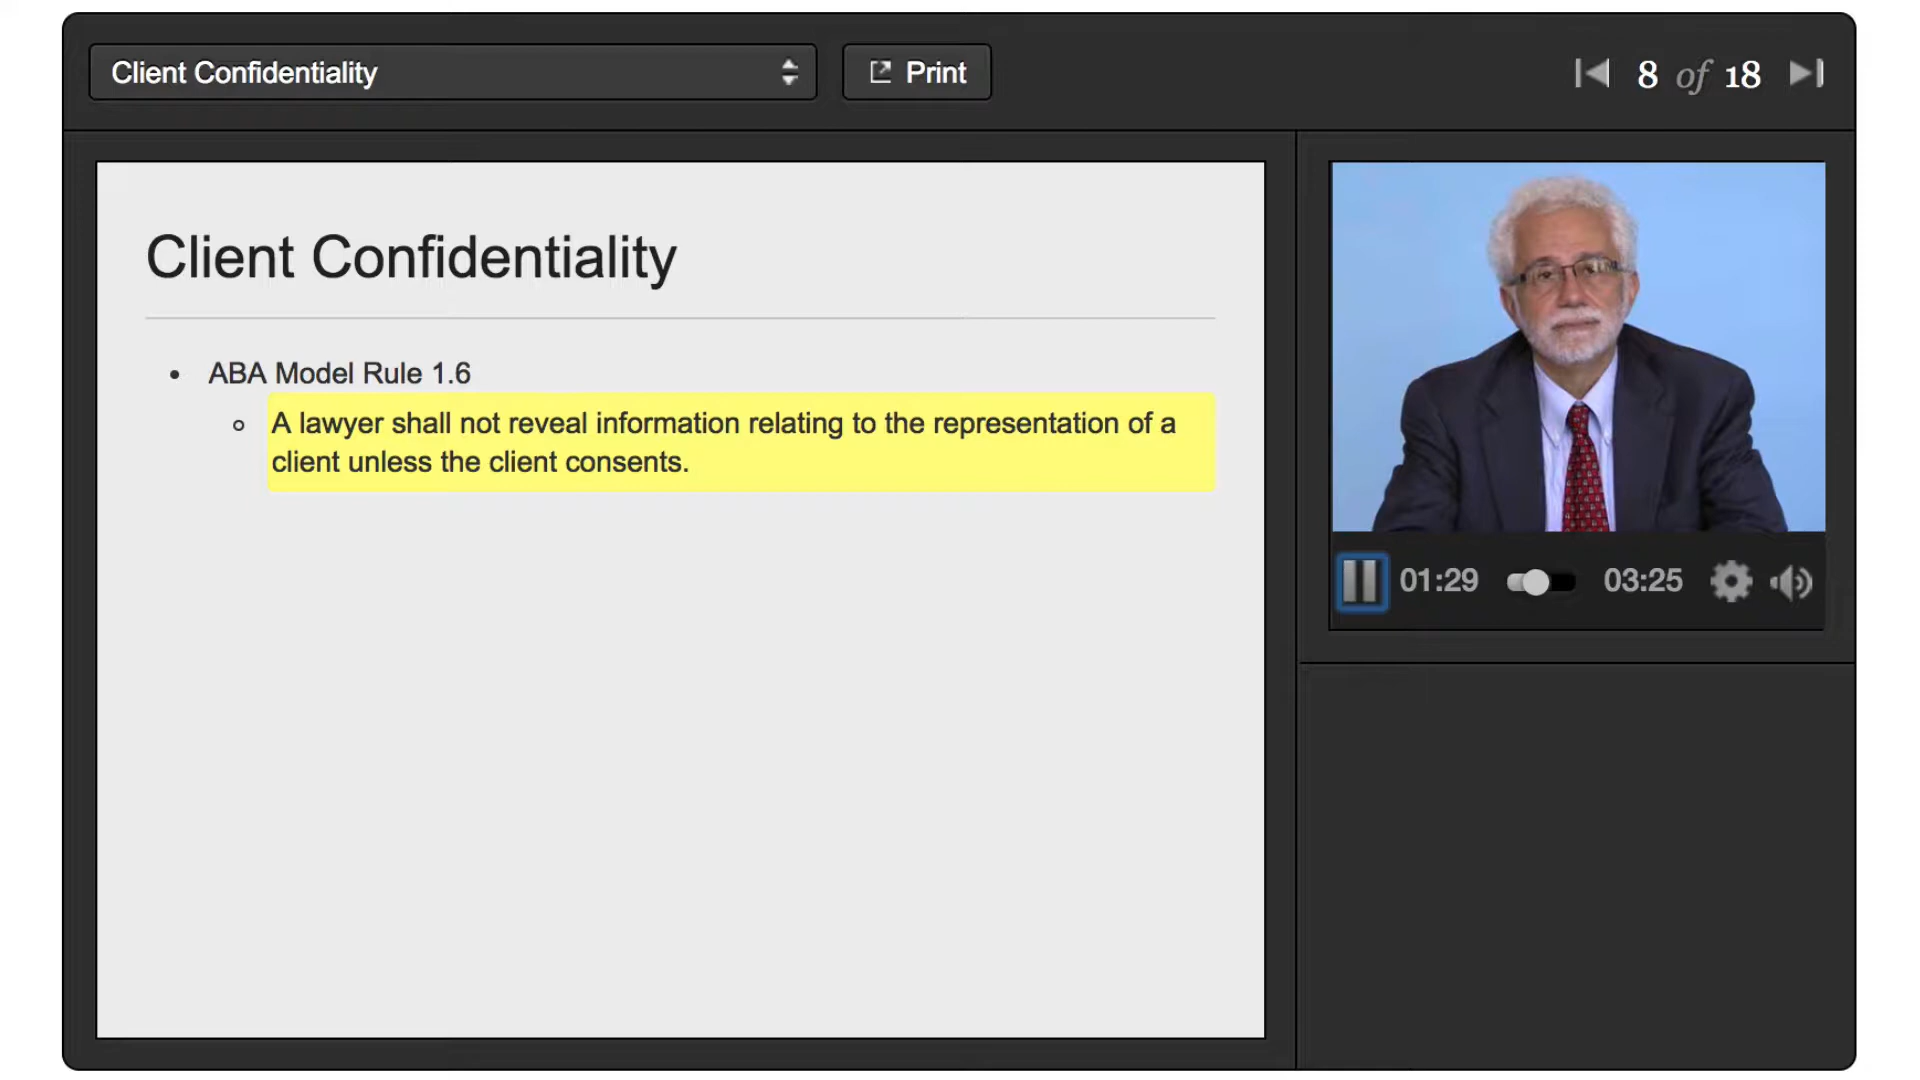 Client Confidentiality
Print
8 of 18
Client Confidentiality
• ABA Model Rule 1.6
○ A lawyer shall not reveal information relating to the representation of a
client unless the client consents.
01:29
03:25